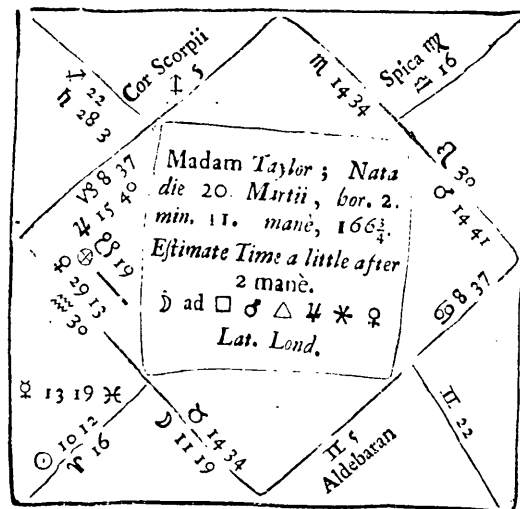 Cor Scorpii
♐ 5
♐ 22
♄ 28 3
♏ 14 34
Spica ♍
♎ 16
♌ 30
♂ 14 41
♑ 8 37
♃ 15 40
☋ 19
♀ ⊕
29 13
♒ 30
Madam Taylor ; Nata
die 20 Martii, hor. 2.
min. 11. manè, 166¾.
Eſtimate Time a little after
2 manè.
☽ ad □ ♂ △ ♃ ✶ ♀
Lat. Lond.
♋ 8 37
☿ 13 19 ♓
☉ 10 12
♈ 16
♉ 14 34
☽ 11 19
♊ 5
Aldebaran
♊ 22